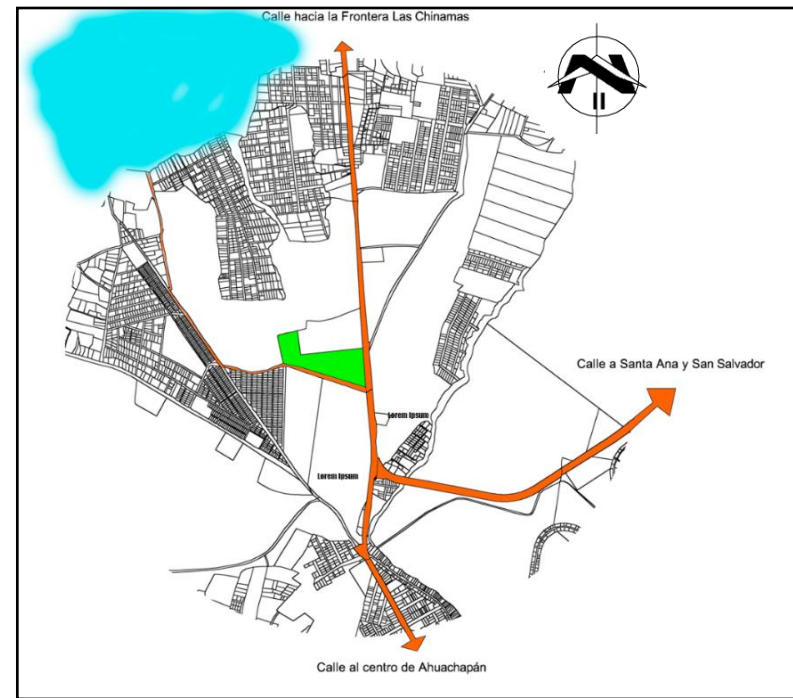 Calle hacia la Frontera Las Chinamas
N
Calle a Santa Ana y San Salvador
Lorem Ipsum
Lorem Ipsum
Calle al centro de Ahuachapán